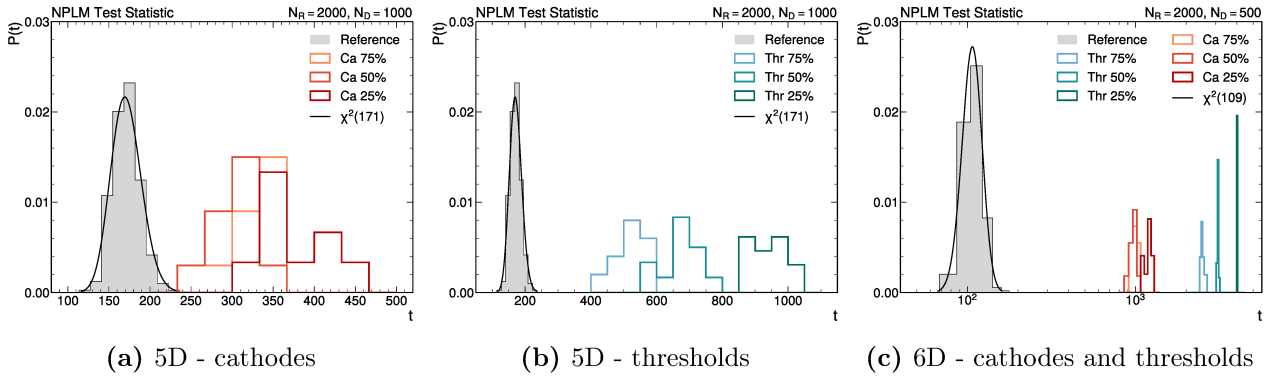 NPLM Test Statistic
N_R = 2000, N_D = 1000
P(t)
0.03
0.02
0.01
0.00
Reference
Ca 75%
Ca 50%
Ca 25%
χ²(171)
100 150 200 250 300 350 400 450 500
t
(a) 5D - cathodes
NPLM Test Statistic
N_R = 2000, N_D = 1000
P(t)
0.03
0.02
0.01
0.00
Reference
Thr 75%
Thr 50%
Thr 25%
χ²(171)
200 400 600 800 1000
t
(b) 5D - thresholds
NPLM Test Statistic
N_R = 2000, N_D = 500
P(t)
0.03
0.02
0.01
0.00
Reference
Thr 75%
Thr 50%
Thr 25%
Ca 75%
Ca 50%
Ca 25%
χ²(109)
10² 10³
t
(c) 6D - cathodes and thresholds